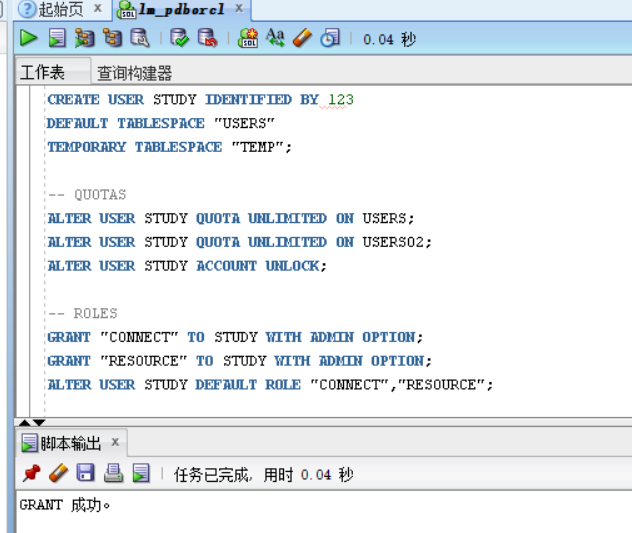 起始页 x lm_pdborcl x
0.04 秒
工作表 查询构建器
CREATE USER STUDY IDENTIFIED BY 123
DEFAULT TABLESPACE "USERS"
TEMPORARY TABLESPACE "TEMP";
-- QUOTAS
ALTER USER STUDY QUOTA UNLIMITED ON USERS;
ALTER USER STUDY QUOTA UNLIMITED ON USERS02;
ALTER USER STUDY ACCOUNT UNLOCK;
-- ROLES
GRANT "CONNECT" TO STUDY WITH ADMIN OPTION;
GRANT "RESOURCE" TO STUDY WITH ADMIN OPTION;
ALTER USER STUDY DEFAULT ROLE "CONNECT","RESOURCE";
脚本输出 x
任务已完成, 用时 0.04 秒
GRANT 成功。